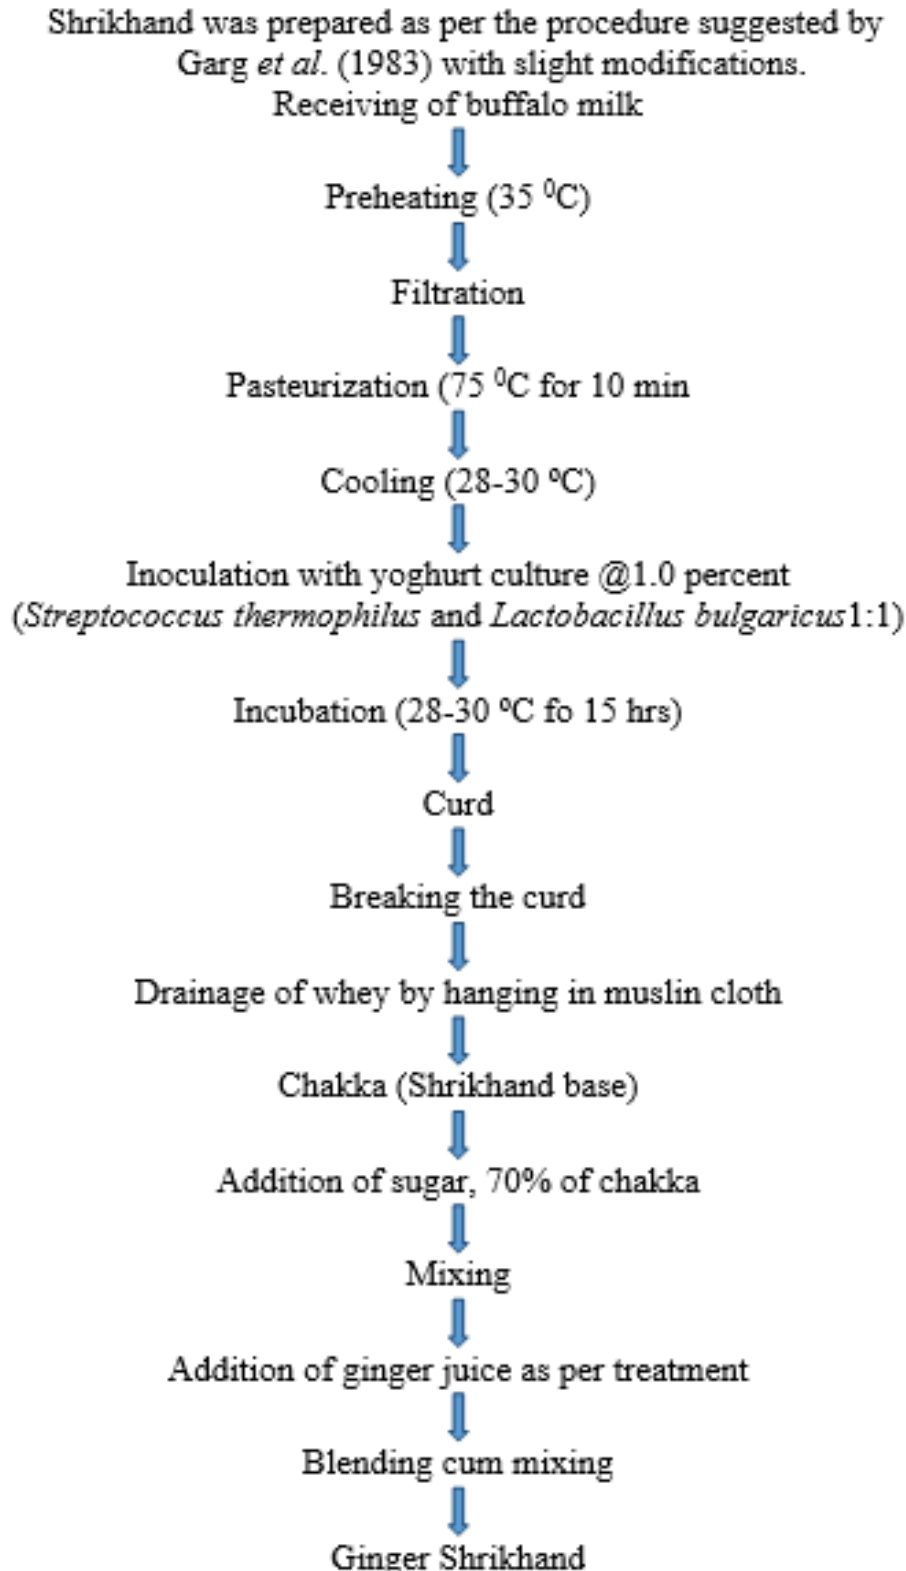 Shrikhand was prepared as per the procedure suggested by
Garg et al. (1983) with slight modifications.
Receiving of buffalo milk
Preheating (35 ⁰C)
Filtration
Pasteurization (75 ⁰C for 10 min
Cooling (28-30 ºC)
Inoculation with yoghurt culture @1.0 percent
(Streptococcus thermophilus and Lactobacillus bulgaricus1:1)
Incubation (28-30 ºC fo 15 hrs)
Curd
Breaking the curd
Drainage of whey by hanging in muslin cloth
Chakka (Shrikhand base)
Addition of sugar, 70% of chakka
Mixing
Addition of ginger juice as per treatment
Blending cum mixing
Ginger Shrikhand